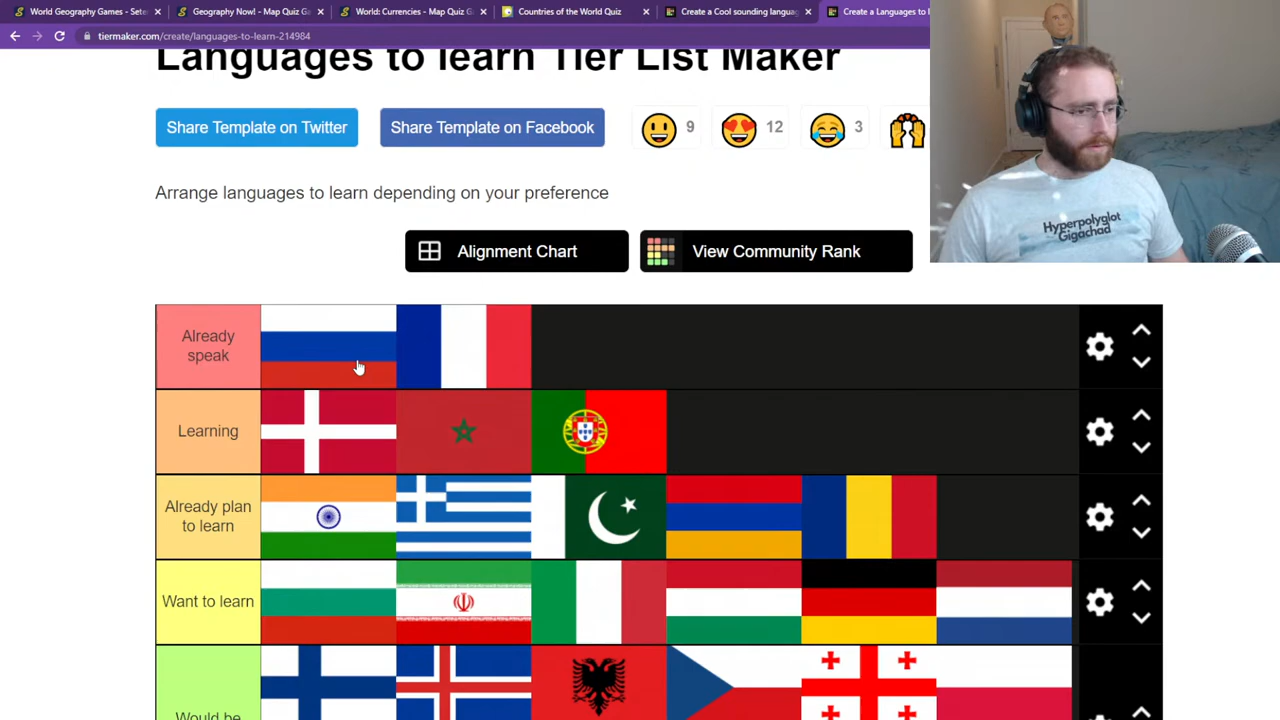 World Geography Games - Sete
Geography Now! - Map Quiz G
World: Currencies - Map Quiz G
Countries of the World Quiz
Create a Cool sounding langua
Create a Languages to l
tiermaker.com/create/languages-to-learn-214984
Languages to learn Tier List Maker
Share Template on Twitter
Share Template on Facebook
9
12
3
Arrange languages to learn depending on your preference
Alignment Chart
View Community Rank
Hyperpolyglot
Gigachad
Already
speak
Learning
Already plan
to learn
Want to learn
Would be